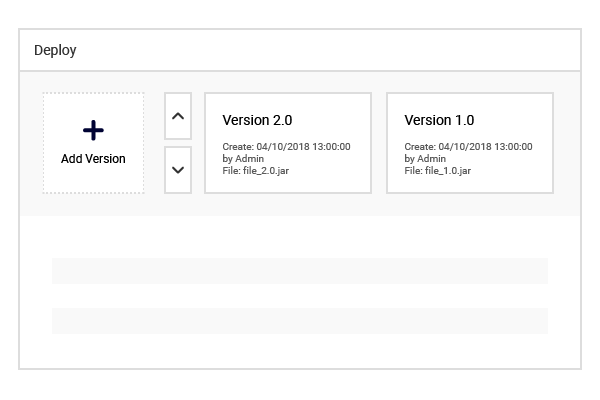 Deploy
Add Version
Version 2.0
Create: 04/10/2018 13:00:00
by Admin
File: file_2.0.jar
Version 1.0
Create: 04/10/2018 13:00:00
by Admin
File: file_1.0.jar